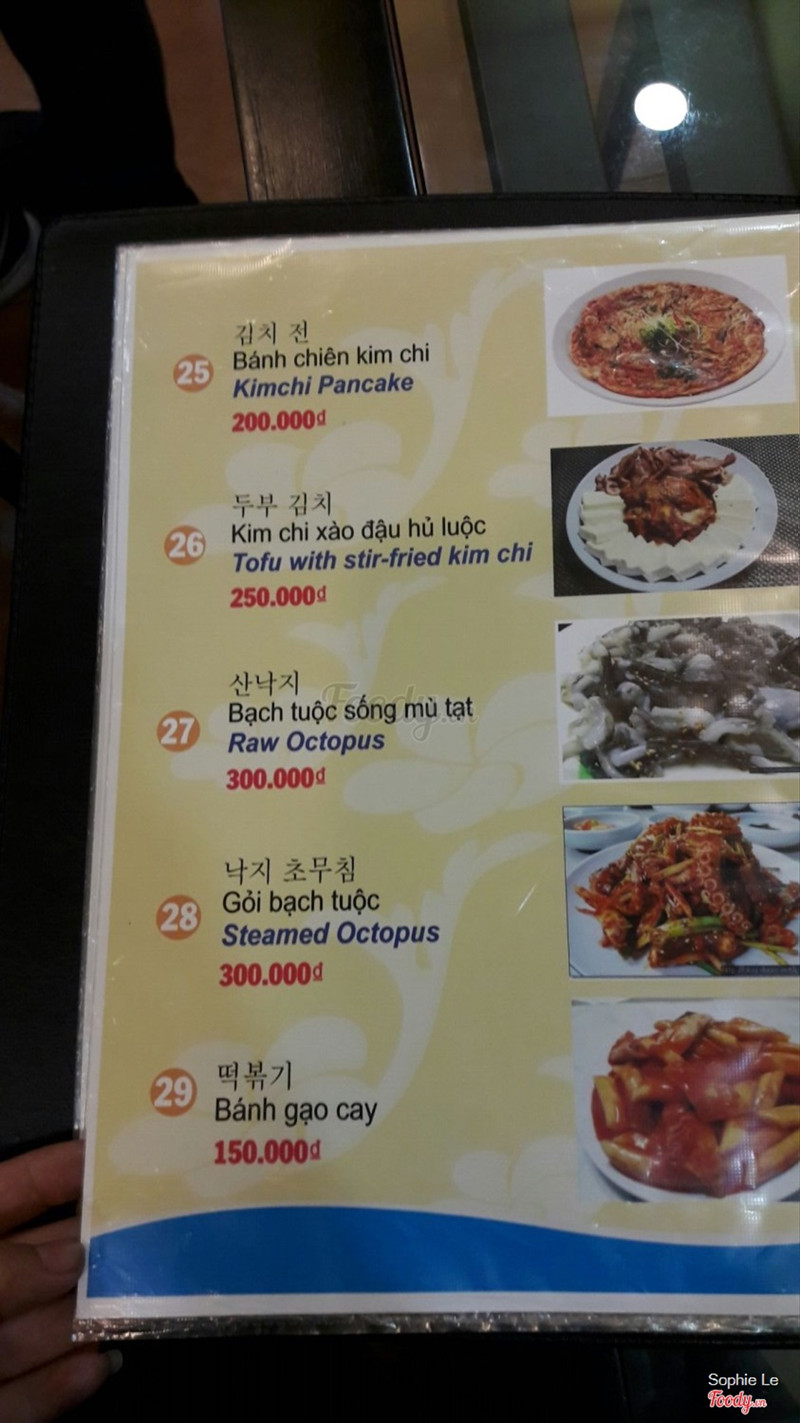 25
김치 전
Bánh chiên kim chi
Kimchi Pancake
200.000đ
26
두부 김치
Kim chi xào đậu hủ luộc
Tofu with stir-fried kim chi
250.000đ
27
산낙지
Bạch tuộc sống mù tạt
Raw Octopus
300.000đ
28
낙지 초무침
Gỏi bạch tuộc
Steamed Octopus
300.000đ
29
떡볶기
Bánh gạo cay
150.000đ
Foody.vn
Sophie Le
Foody.vn